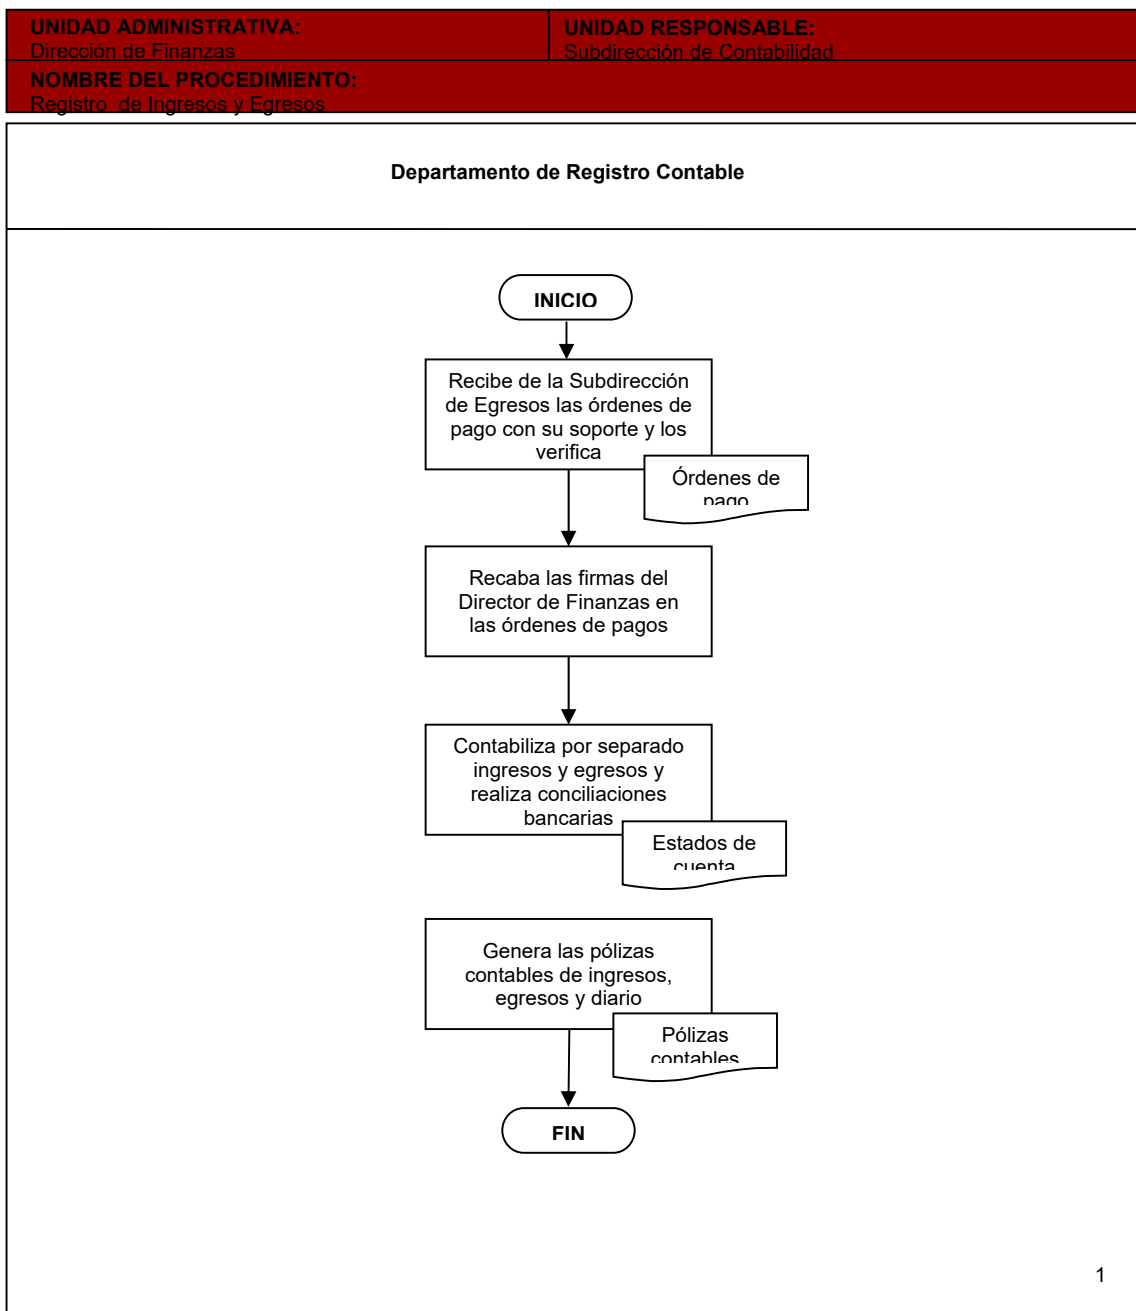 UNIDAD ADMINISTRATIVA:
Dirección de Finanzas
UNIDAD RESPONSABLE:
Subdirección de Contabilidad
NOMBRE DEL PROCEDIMIENTO:
Registro de Ingresos y Egresos
Departamento de Registro Contable
INICIO
Recibe de la Subdirección
de Egresos las órdenes de
pago con su soporte y los
verifica
Órdenes de
pago
Recaba las firmas del
Director de Finanzas en
las órdenes de pagos
Contabiliza por separado
ingresos y egresos y
realiza conciliaciones
bancarias
Estados de
cuenta
Genera las pólizas
contables de ingresos,
egresos y diario
Pólizas
contables
FIN
1